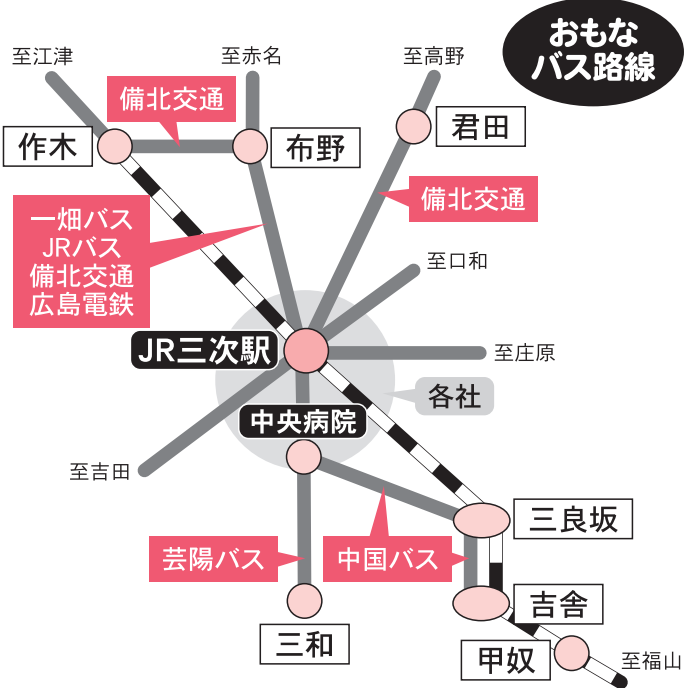 おもな
バス路線
至江津
至赤名
至高野
備北交通
作木
布野
君田
備北交通
一畑バス
JRバス
備北交通
広島電鉄
至口和
JR三次駅
至庄原
各社
中央病院
至吉田
三良坂
芸陽バス
中国バス
吉舎
三和
甲奴
至福山